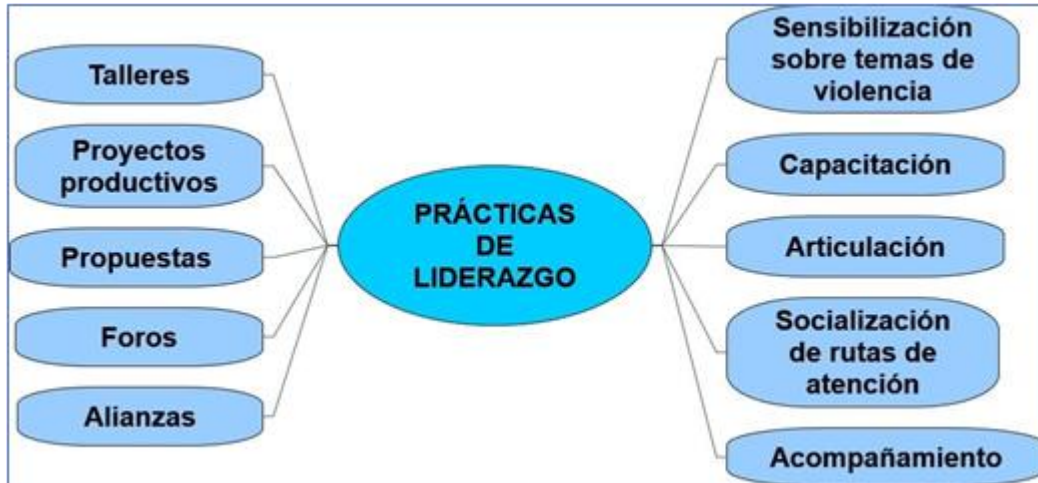 Talleres
Proyectos
productivos
Propuestas
Foros
Alianzas
PRÁCTICAS
DE
LIDERAZGO
Sensibilización
sobre temas de
violencia
Capacitación
Articulación
Socialización
de rutas de
atención
Acompañamiento